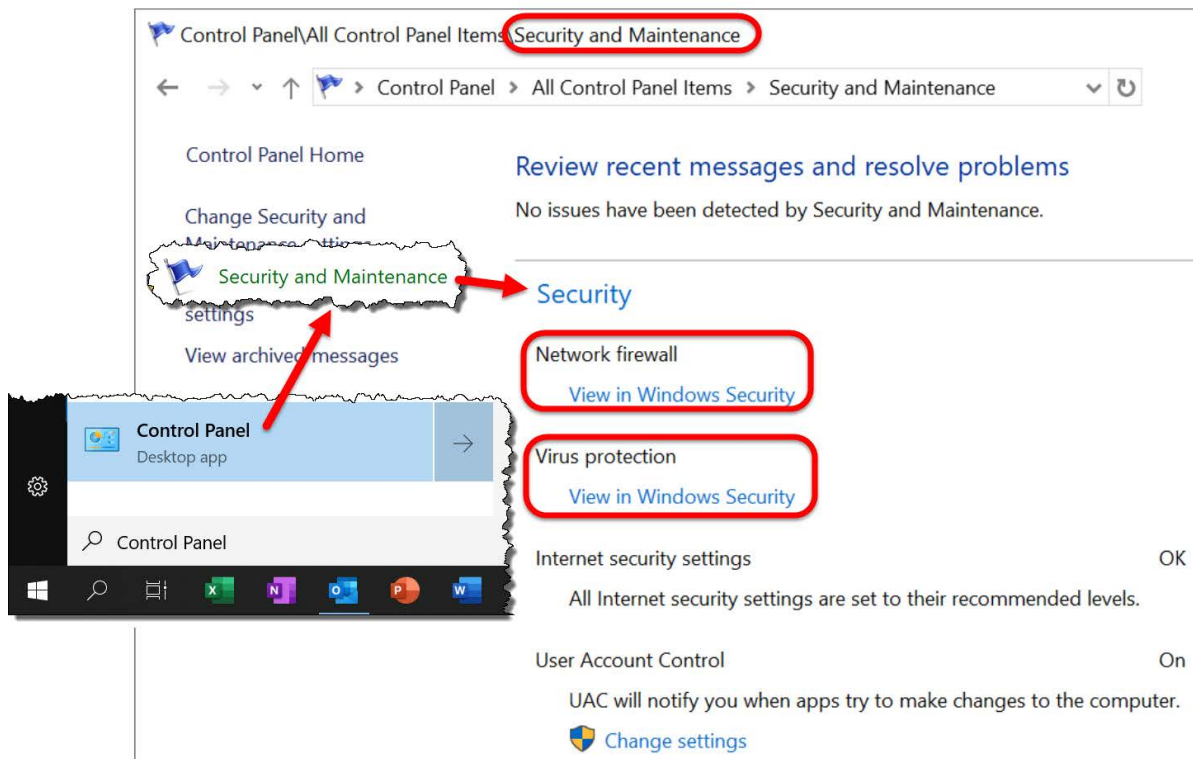 Control Panel\All Control Panel Items\Security and Maintenance
Control Panel > All Control Panel Items > Security and Maintenance
Control Panel Home
Change Security and
Maintenance settings
Security and Maintenance
settings
View archived messages
Control Panel
Desktop app
Control Panel
X
N
O
P
W
Review recent messages and resolve problems
No issues have been detected by Security and Maintenance.
Security
Network firewall
View in Windows Security
Virus protection
View in Windows Security
Internet security settings OK
All Internet security settings are set to their recommended levels.
User Account Control On
UAC will notify you when apps try to make changes to the computer.
Change settings